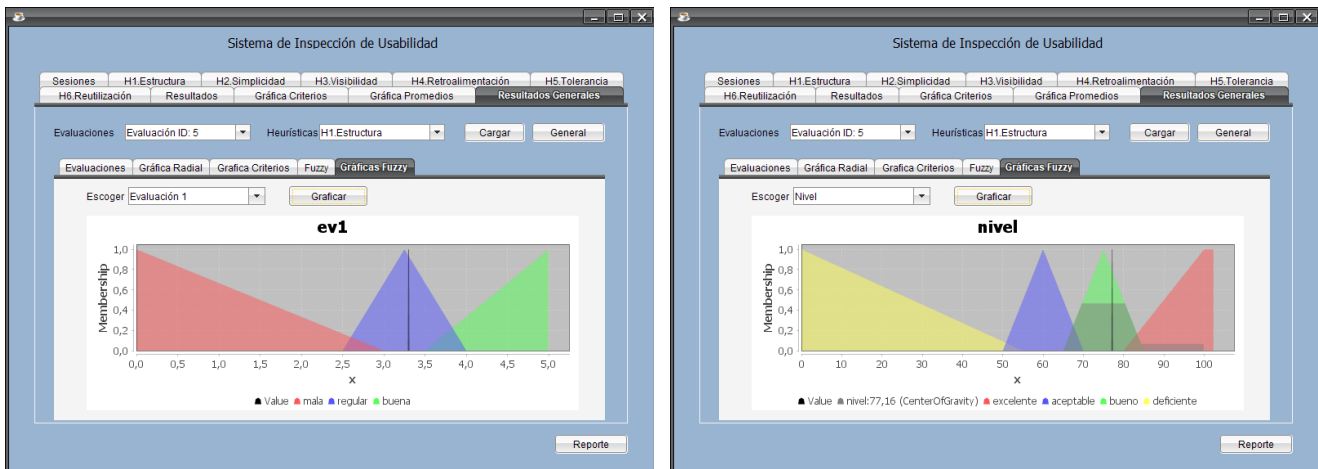 Sistema de Inspección de Usabilidad
Sesiones H1.Estructura H2.Simplicidad H3.Visibilidad H4.Retroalimentación H5.Tolerancia
H6.Reutilización Resultados Gráfica Criterios Gráfica Promedios Resultados Generales
Evaluaciones Evaluación ID: 5 Heurísticas H1.Estructura Cargar General
Evaluaciones Gráfica Radial Grafica Criterios Fuzzy Gráficas Fuzzy
Escoger Evaluación 1 Graficar
ev1
Membership
1,0
0,8
0,6
0,4
0,2
0,0
0,0 0,5 1,0 1,5 2,0 2,5 3,0 3,5 4,0 4,5 5,0
x
Value mala regular buena
Reporte
Sistema de Inspección de Usabilidad
Sesiones H1.Estructura H2.Simplicidad H3.Visibilidad H4.Retroalimentación H5.Tolerancia
H6.Reutilización Resultados Gráfica Criterios Gráfica Promedios Resultados Generales
Evaluaciones Evaluación ID: 5 Heurísticas H1.Estructura Cargar General
Evaluaciones Gráfica Radial Grafica Criterios Fuzzy Gráficas Fuzzy
Escoger Nivel Graficar
nivel
Membership
1,0
0,8
0,6
0,4
0,2
0,0
0 10 20 30 40 50 60 70 80 90 100
x
Value nivel:77,16 (CenterOfGravity) excelente aceptable bueno deficiente
Reporte